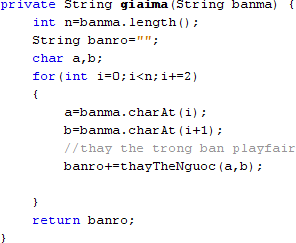 private String giaima(String banma) {
int n=banma.length();
String banro="";
char a,b;
for(int i=0;i<n;i+=2)
{
a=banma.charAt(i);
b=banma.charAt(i+1);
//thay the trong ban playfair
banro+=thayTheNguoc(a,b);
}
return banro;
}